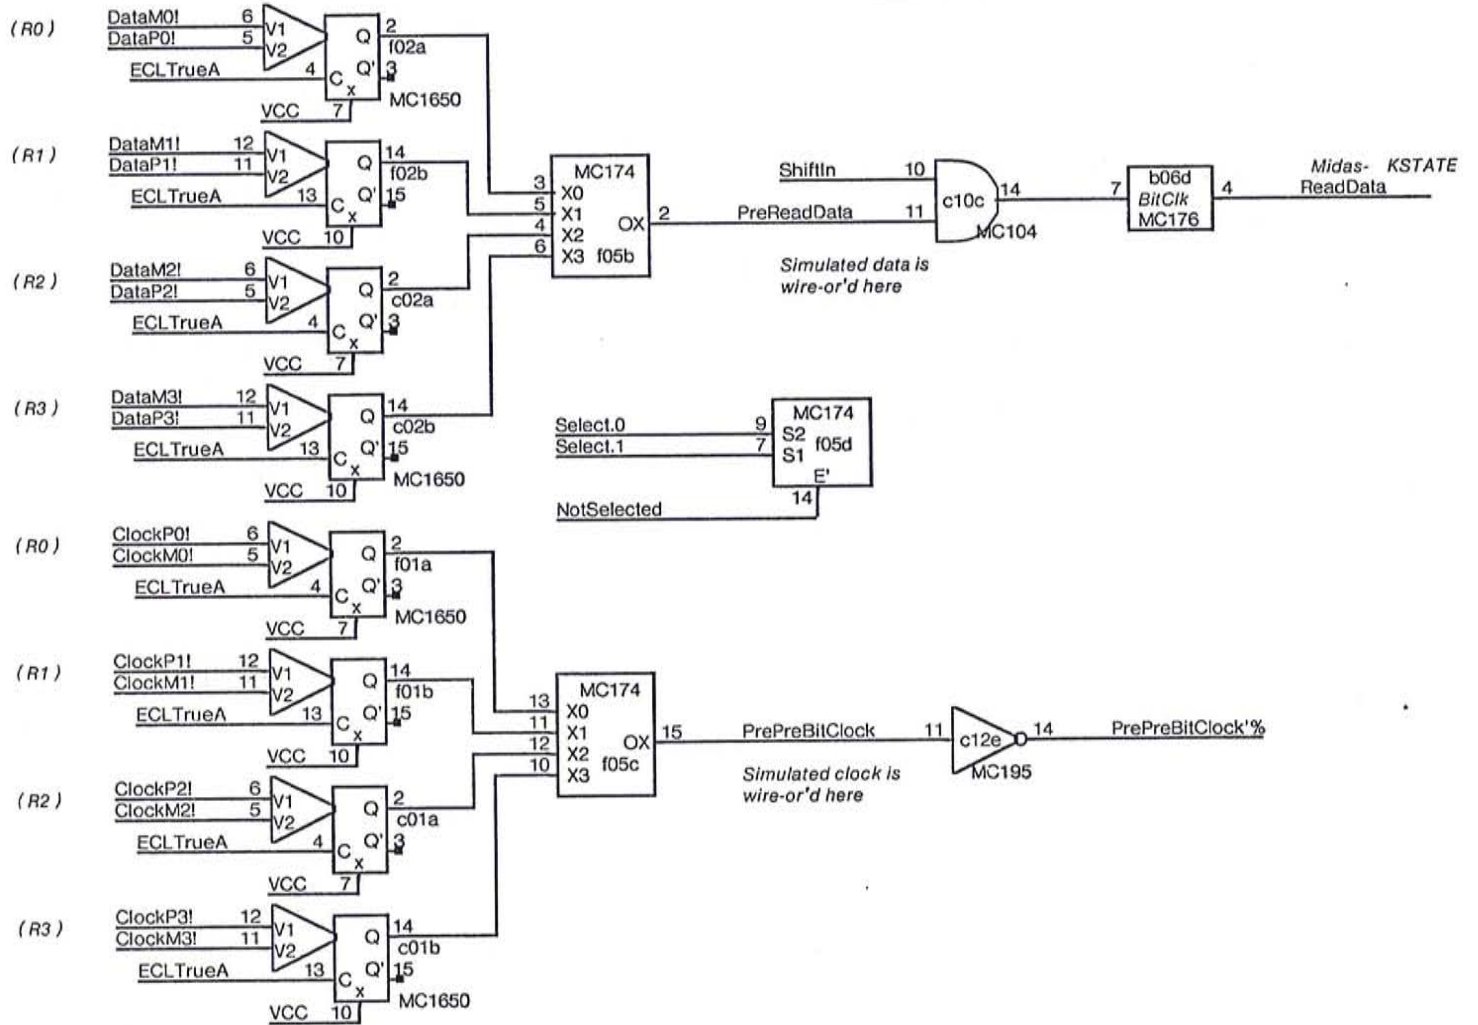 (R0)
DataM0! 6 V1
DataP0! 5 V2
ECLTrueA 4 C
Q 2
f02a
Q' 3
x
MC1650
VCC 7
(R1)
DataM1! 12 V1
DataP1! 11 V2
ECLTrueA 13 C
Q 14
f02b
Q' 15
x
VCC 10
(R2)
DataM2! 6 V1
DataP2! 5 V2
ECLTrueA 4 C
Q 2
c02a
Q' 3
x
VCC 7
(R3)
DataM3! 12 V1
DataP3! 11 V2
ECLTrueA 13 C
Q 14
c02b
Q' 15
x
MC1650
VCC 10
MC174
3 X0
5 X1
4 X2
6 X3
OX 2
f05b
PreReadData 11
ShiftIn 10
c10c 14
MC104
Simulated data is
wire-or'd here
7 b06d 4
BitClk
MC176
Midas- KSTATE
ReadData
MC174
Select.0 9 S2
Select.1 7 S1
f05d
E'
14
NotSelected
(R0)
ClockP0! 6 V1
ClockM0! 5 V2
ECLTrueA 4 C
Q 2
f01a
Q' 3
x
MC1650
VCC 7
(R1)
ClockP1! 12 V1
ClockM1! 11 V2
ECLTrueA 13 C
Q 14
f01b
Q' 15
x
VCC 10
(R2)
ClockP2! 6 V1
ClockM2! 5 V2
ECLTrueA 4 C
Q 2
c01a
Q' 3
x
VCC 7
(R3)
ClockP3! 12 V1
ClockM3! 11 V2
ECLTrueA 13 C
Q 14
c01b
Q' 15
x
MC1650
VCC 10
MC174
13 X0
11 X1
12 X2
10 X3
OX 15
f05c
PrePreBitClock 11
c12e 14
MC195
PrePreBitClock'%
Simulated clock is
wire-or'd here